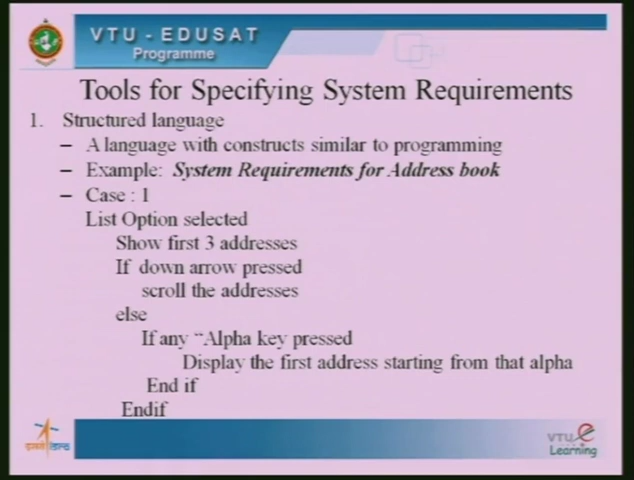 VTU - EDUSAT
Programme
Tools for Specifying System Requirements
1. Structured language
– A language with constructs similar to programming
– Example: System Requirements for Address book
– Case : 1
List Option selected
Show first 3 addresses
If down arrow pressed
scroll the addresses
else
If any “Alpha key pressed
Display the first address starting from that alpha
End if
Endif
VTU e
Learning